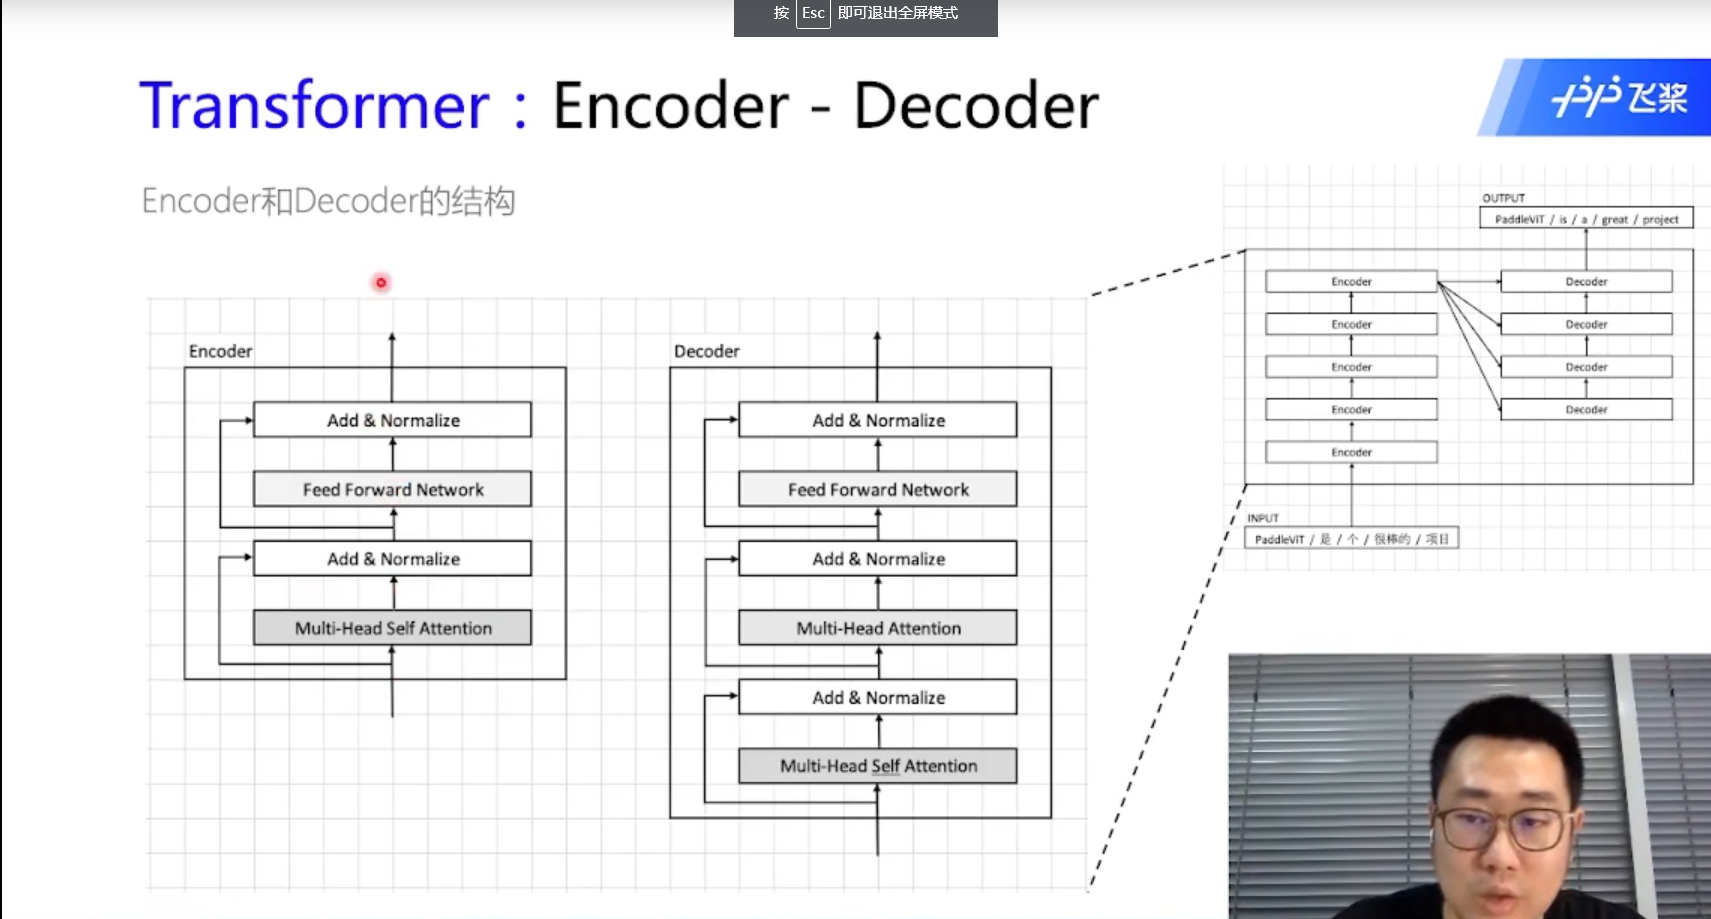 按 Esc 即可退出全屏模式
Transformer：Encoder - Decoder
飞桨
Encoder和Decoder的结构
Encoder
Add & Normalize
Feed Forward Network
Add & Normalize
Multi-Head Self Attention
Decoder
Add & Normalize
Feed Forward Network
Add & Normalize
Multi-Head Attention
Add & Normalize
Multi-Head Self Attention
OUTPUT
PaddleViT / is / a / great / project
Encoder
Encoder
Encoder
Encoder
Encoder
Decoder
Decoder
Decoder
Decoder
INPUT
PaddleViT / 是 / 个 / 很棒的 / 项目